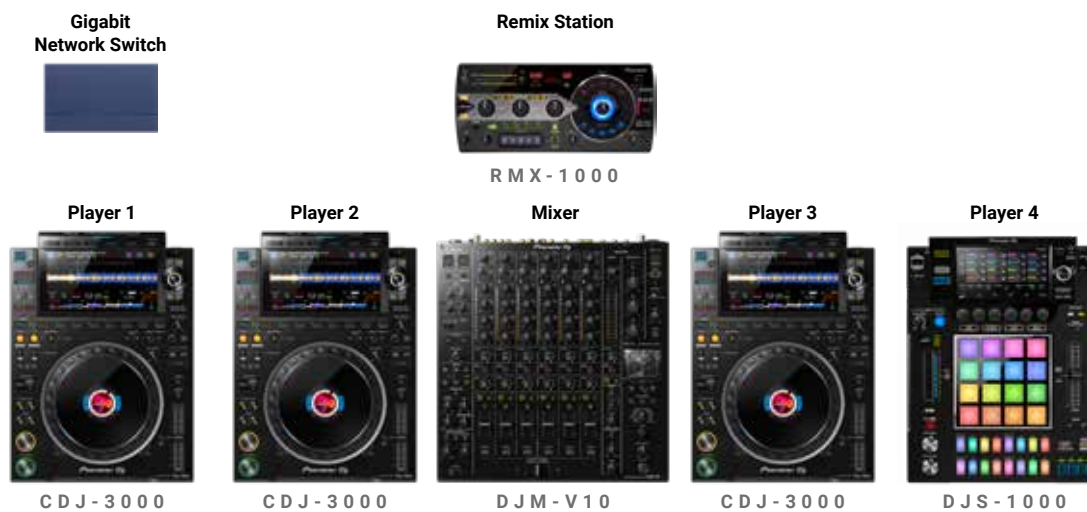 Gigabit
Network Switch
Remix Station
RMX-1000
Player 1
Player 2
Mixer
Player 3
Player 4
CDJ-3000
CDJ-3000
DJM-V10
CDJ-3000
DJS-1000